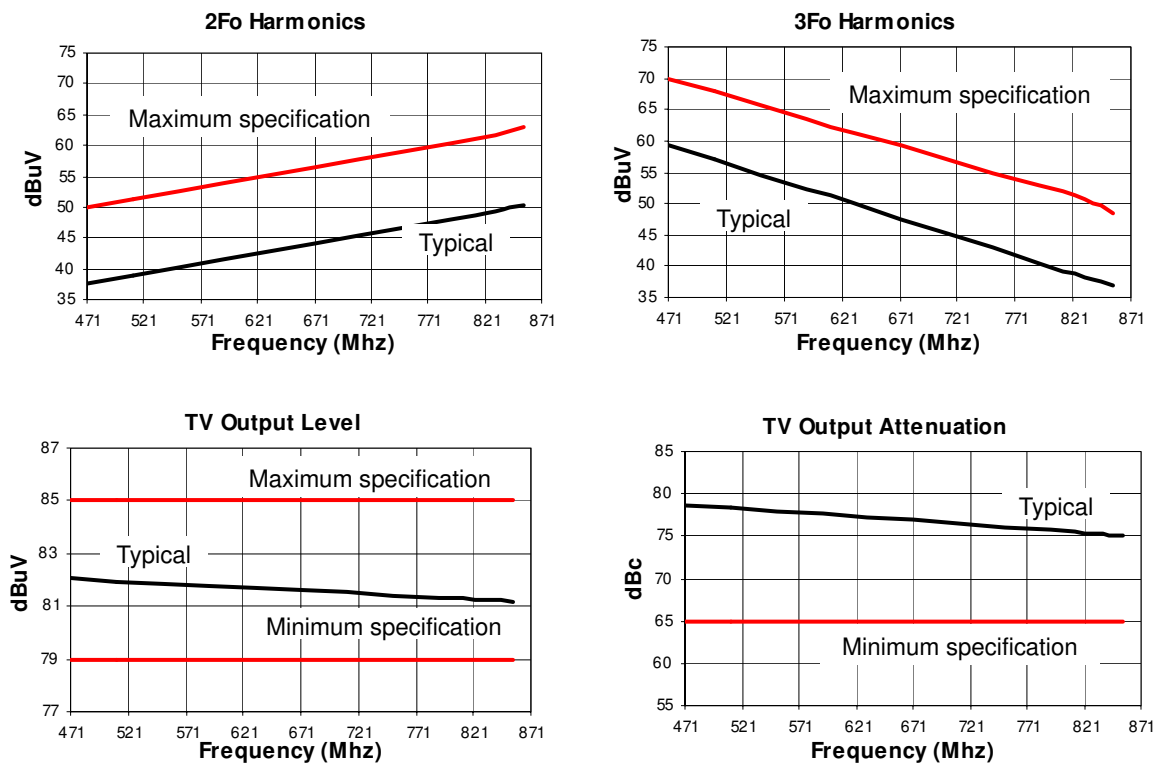 2Fo Harmonics
75
70
65
60
55
50
45
40
35
dBuV
Maximum specification
Typical
471 521 571 621 671 721 771 821 871
Frequency (Mhz)
3Fo Harmonics
75
70
65
60
55
50
45
40
35
dBuV
Maximum specification
Typical
471 521 571 621 671 721 771 821 871
Frequency (Mhz)
TV Output Level
87
85
83
81
79
77
dBuV
Maximum specification
Typical
Minimum specification
471 521 571 621 671 721 771 821 871
Frequency (Mhz)
TV Output Attenuation
85
80
75
70
65
60
55
dBc
Typical
Minimum specification
471 521 571 621 671 721 771 821 871
Frequency (Mhz)